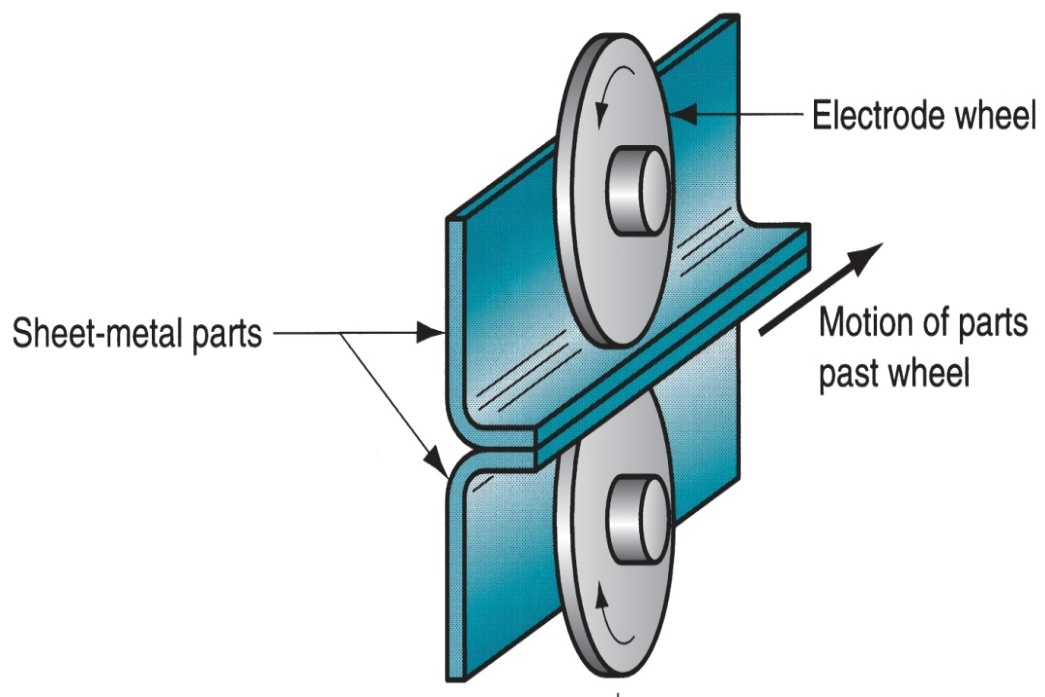 Electrode wheel
Sheet-metal parts
Motion of parts
past wheel